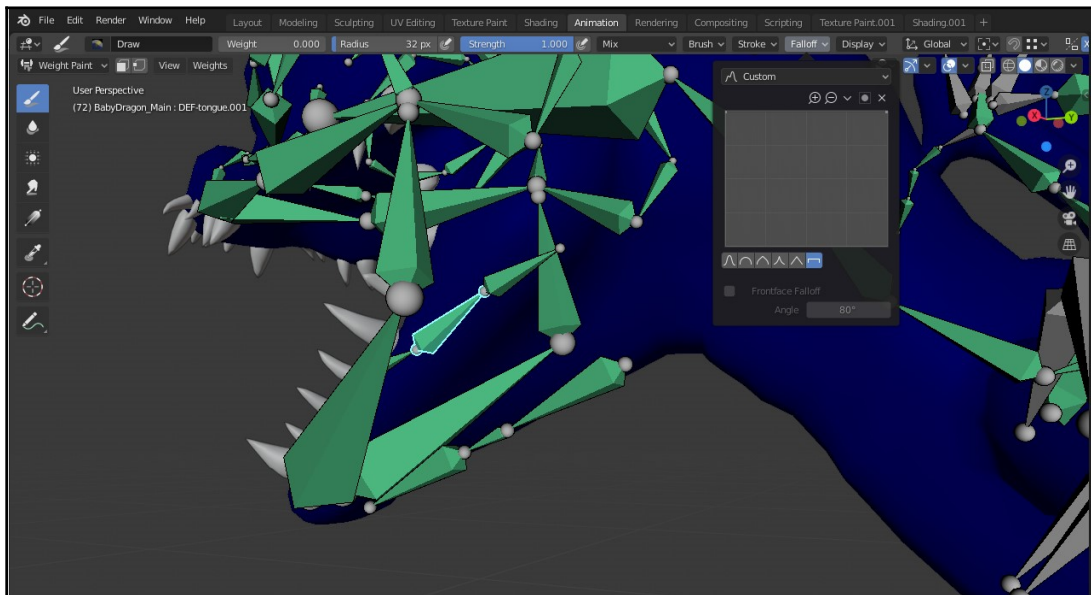 File Edit Render Window Help Layout Modeling Sculpting UV Editing Texture Paint Shading Animation Rendering Compositing Scripting Texture Paint.001 Shading.001 +
Draw Weight 0.000 Radius 32 px Strength 1.000 Mix Brush Stroke Falloff Display Global X
Weight Paint View Weights
Custom
User Perspective
(72) BabyDragon_Main : DEF-tongue.001
Z
X Y
Frontface Falloff
Angle 80°